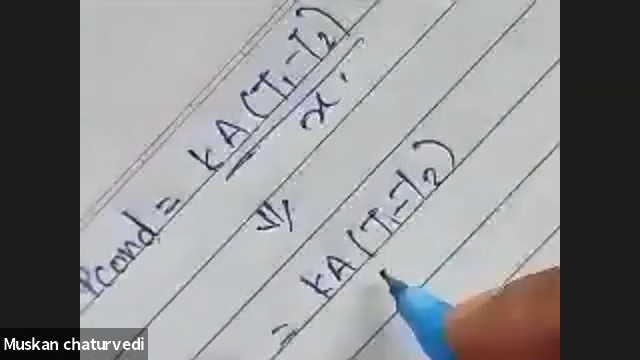 Pcond = kA(T₁-T₂)
x
= kA(T₁-T₂)
Muskan chaturvedi